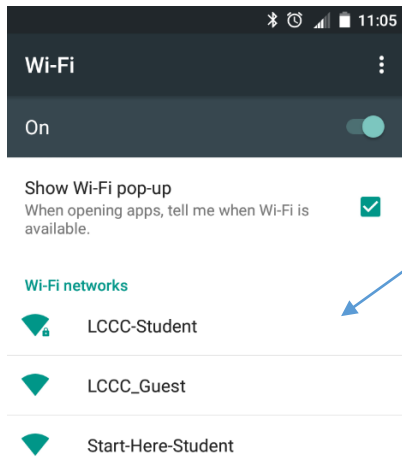 11:05
Wi-Fi
On
Show Wi-Fi pop-up
When opening apps, tell me when Wi-Fi is
available.
Wi-Fi networks
LCCC-Student
LCCC_Guest
Start-Here-Student